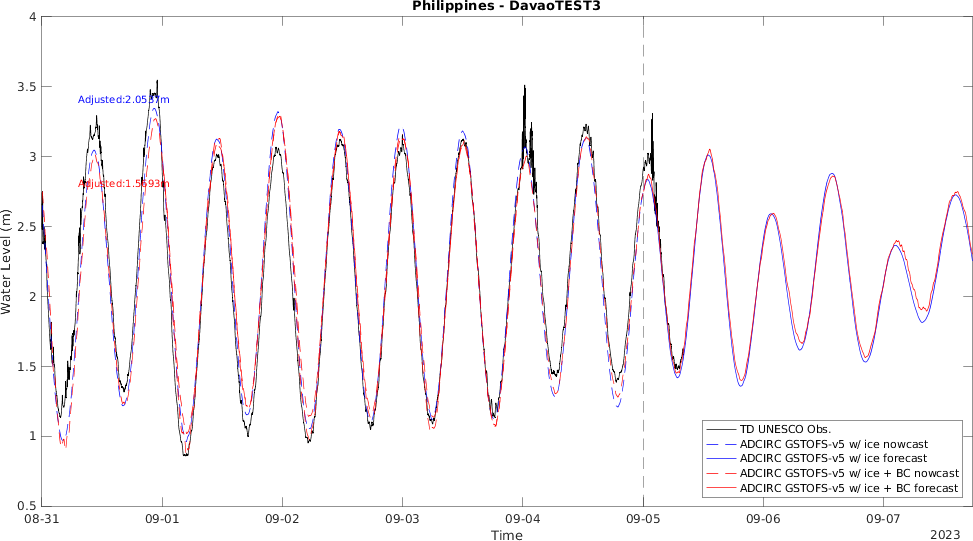 Philippines - DavaoTEST3
4
3.5
3
2.5
2
1.5
1
0.5
Water Level (m)
Adjusted:2.0537m
Adjusted:1.5693m
TD UNESCO Obs.
ADCIRC GSTOFS-v5 w/ ice nowcast
ADCIRC GSTOFS-v5 w/ ice forecast
ADCIRC GSTOFS-v5 w/ ice + BC nowcast
ADCIRC GSTOFS-v5 w/ ice + BC forecast
08-31 09-01 09-02 09-03 09-04 09-05 09-06 09-07
Time
2023